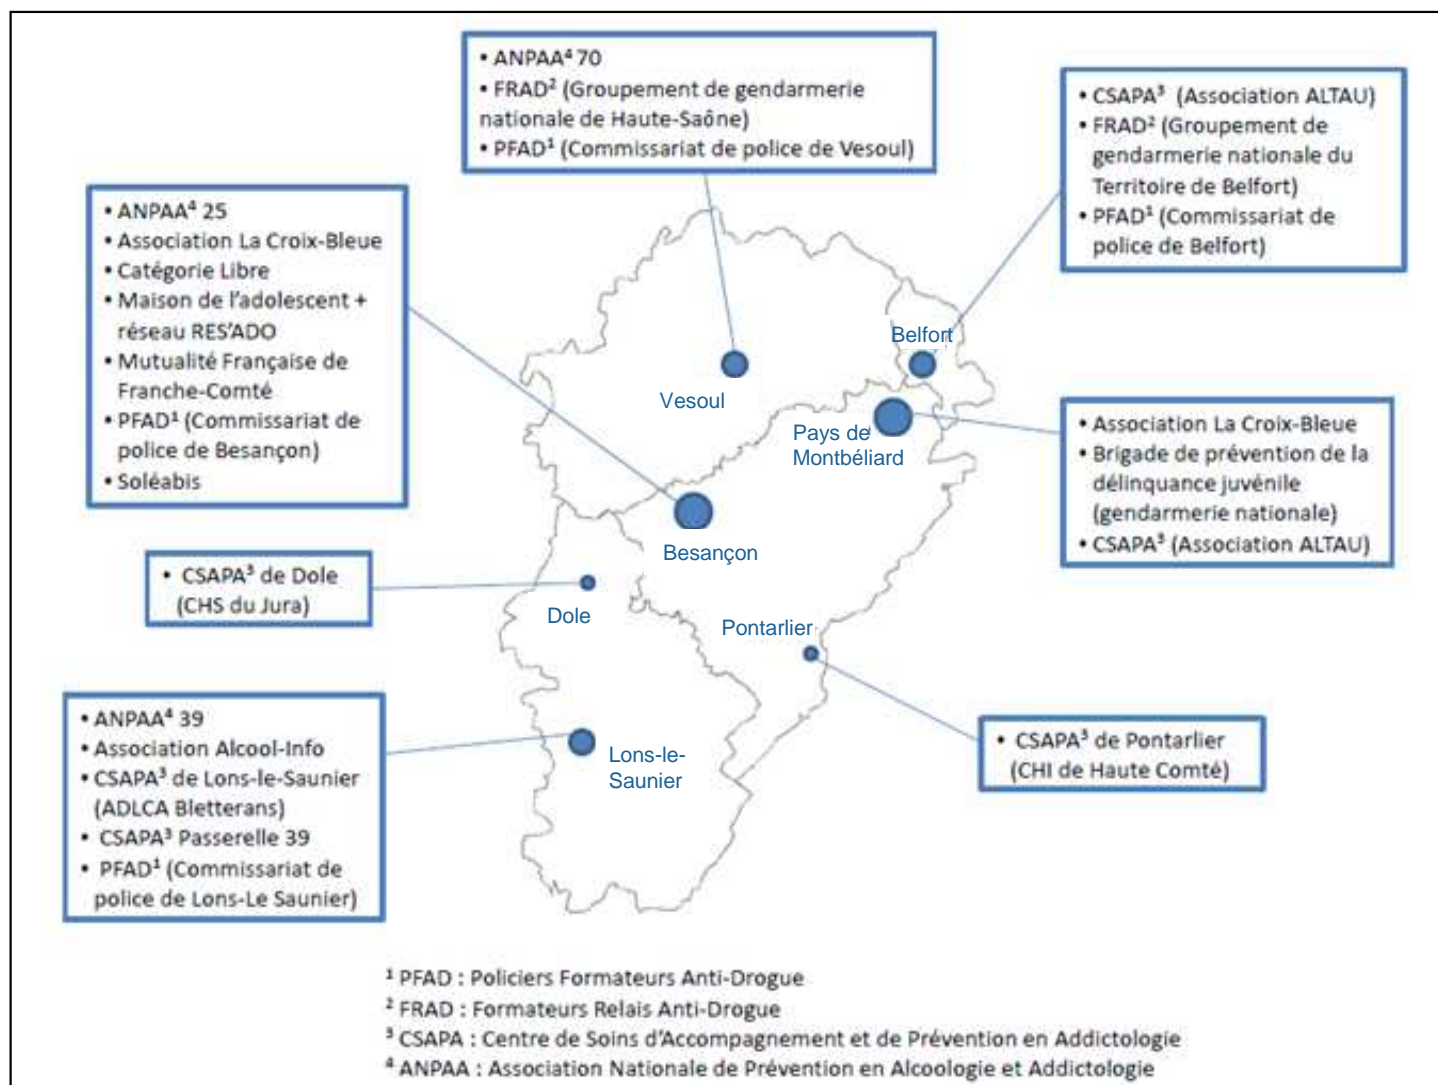 • ANPAA⁴ 70
• FRAD² (Groupement de gendarmerie
nationale de Haute-Saône)
• PFAD¹ (Commissariat de police de Vesoul)
• CSAPA³ (Association ALTAU)
• FRAD² (Groupement de
gendarmerie nationale du
Territoire de Belfort)
• PFAD¹ (Commissariat de
police de Belfort)
• ANPAA⁴ 25
• Association La Croix-Bleue
• Catégorie Libre
• Maison de l'adolescent +
réseau RES'ADO
• Mutualité Française de
Franche-Comté
• PFAD¹ (Commissariat de
police de Besançon)
• Soléabis
Belfort
Vesoul
Pays de
Montbéliard
• Association La Croix-Bleue
• Brigade de prévention de la
délinquance juvénile
(gendarmerie nationale)
• CSAPA³ (Association ALTAU)
Besançon
• CSAPA³ de Dole
(CHS du Jura)
Dole
Pontarlier
• ANPAA⁴ 39
• Association Alcool-Info
• CSAPA³ de Lons-le-Saunier
(ADLCA Bletterans)
• CSAPA³ Passerelle 39
• PFAD¹ (Commissariat de
police de Lons-Le Saunier)
Lons-le-
Saunier
• CSAPA³ de Pontarlier
(CHI de Haute Comté)
¹ PFAD : Policiers Formateurs Anti-Drogue
² FRAD : Formateurs Relais Anti-Drogue
³ CSAPA : Centre de Soins d'Accompagnement et de Prévention en Addictologie
⁴ ANPAA : Association Nationale de Prévention en Alcoologie et Addictologie